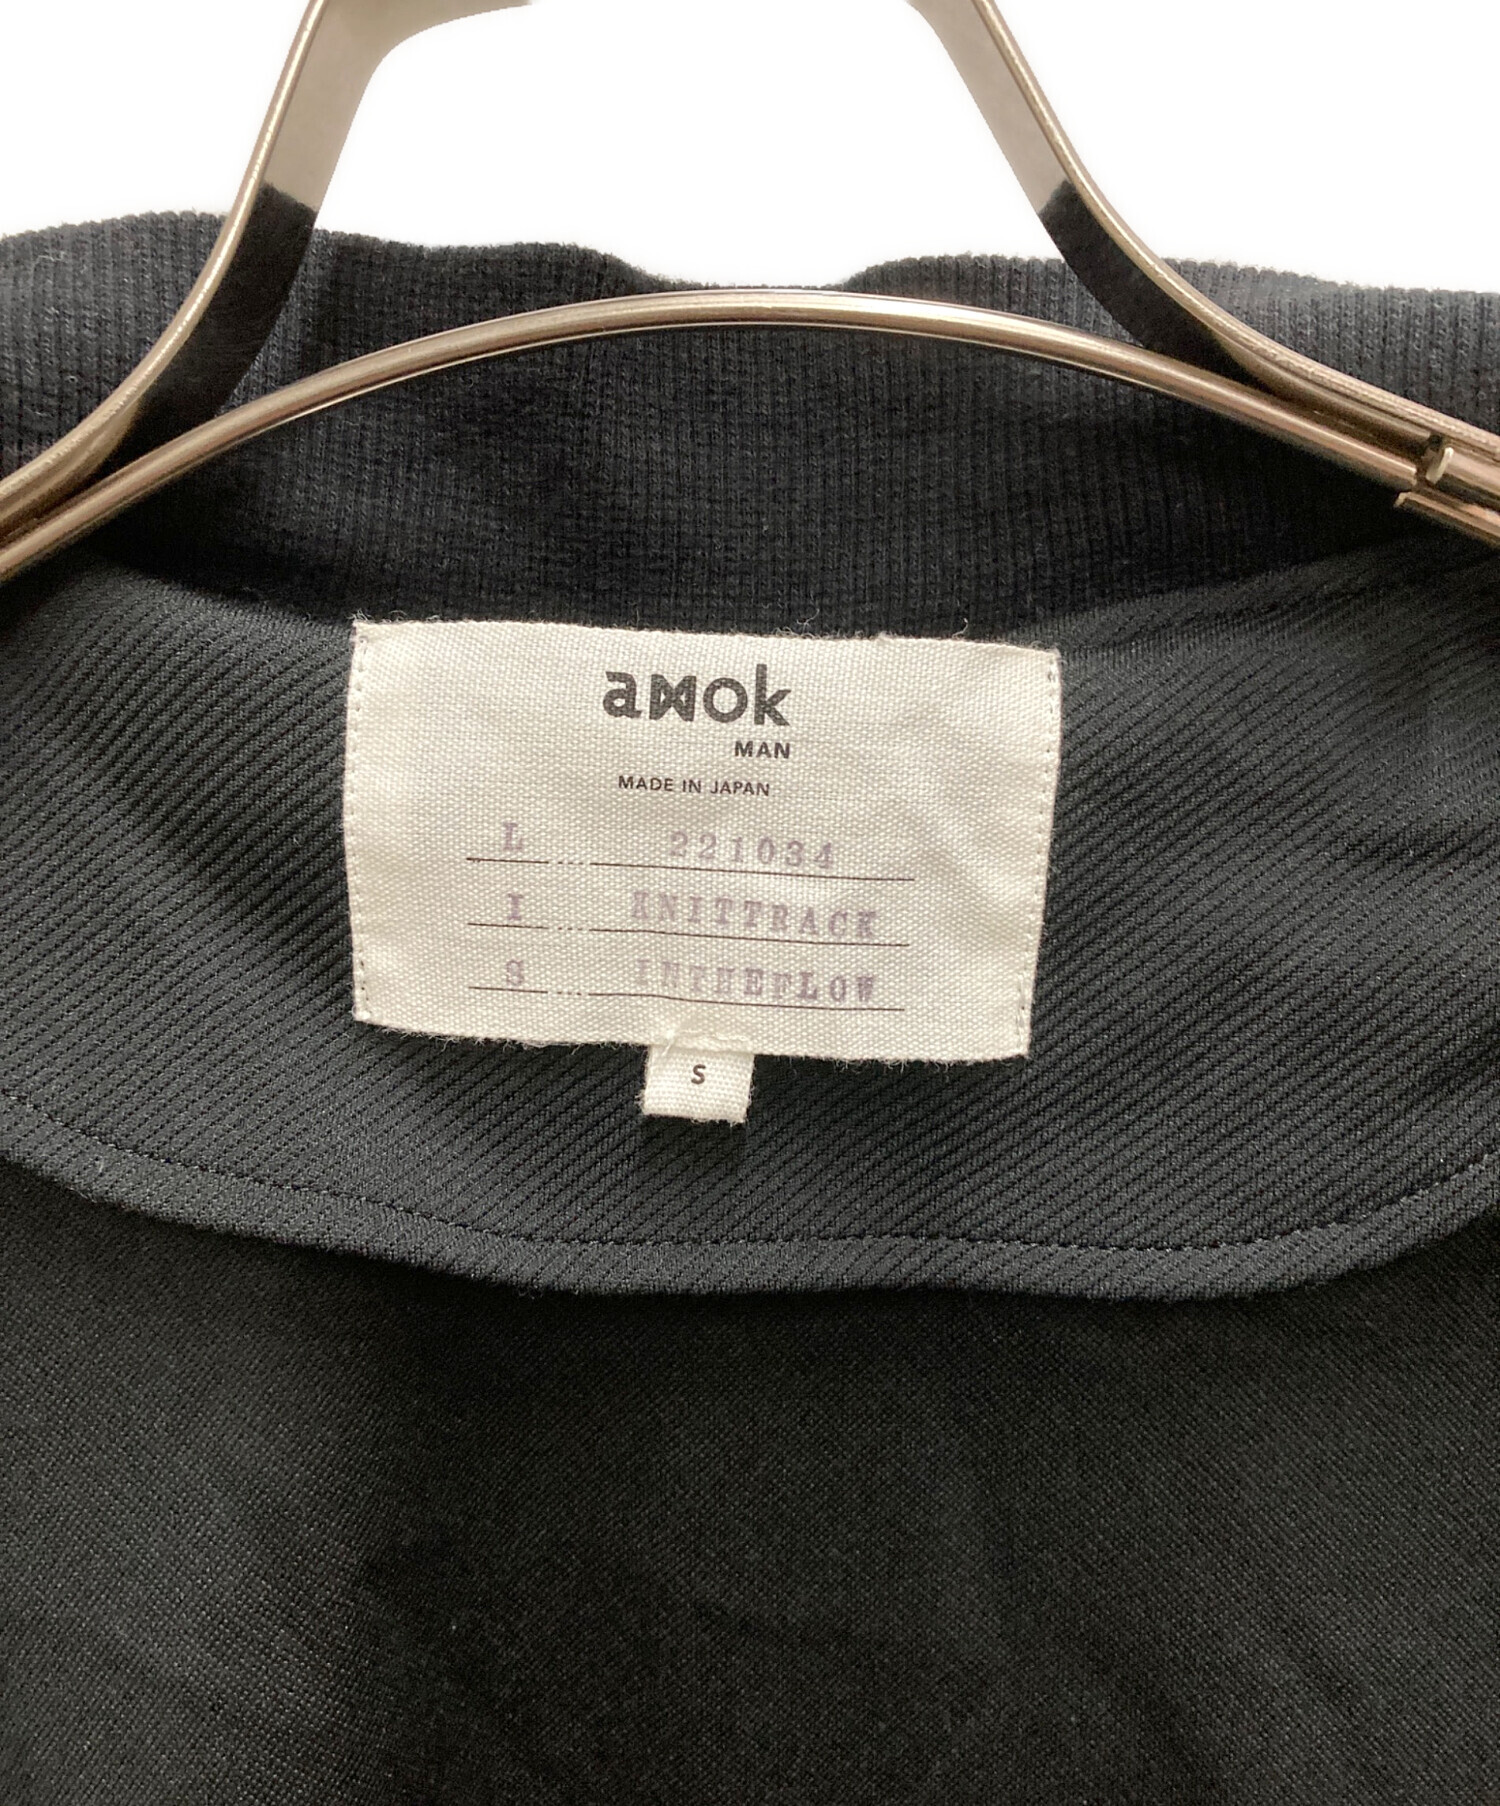 amok
MAN
MADE IN JAPAN
L ... 221034
I ... KNITTRACK
S ... INTHEFLOW
S